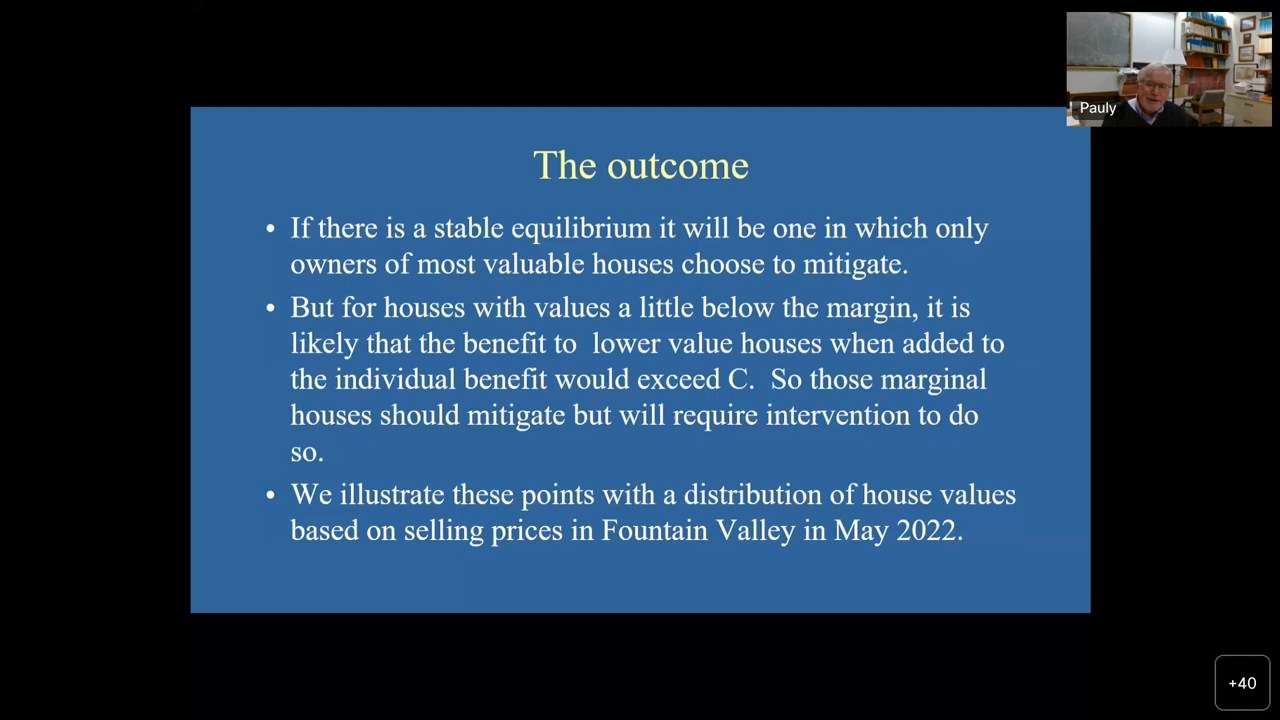 Pauly
The outcome
• If there is a stable equilibrium it will be one in which only
owners of most valuable houses choose to mitigate.
• But for houses with values a little below the margin, it is
likely that the benefit to  lower value houses when added to
the individual benefit would exceed C.  So those marginal
houses should mitigate but will require intervention to do
so.
• We illustrate these points with a distribution of house values
based on selling prices in Fountain Valley in May 2022.
+40